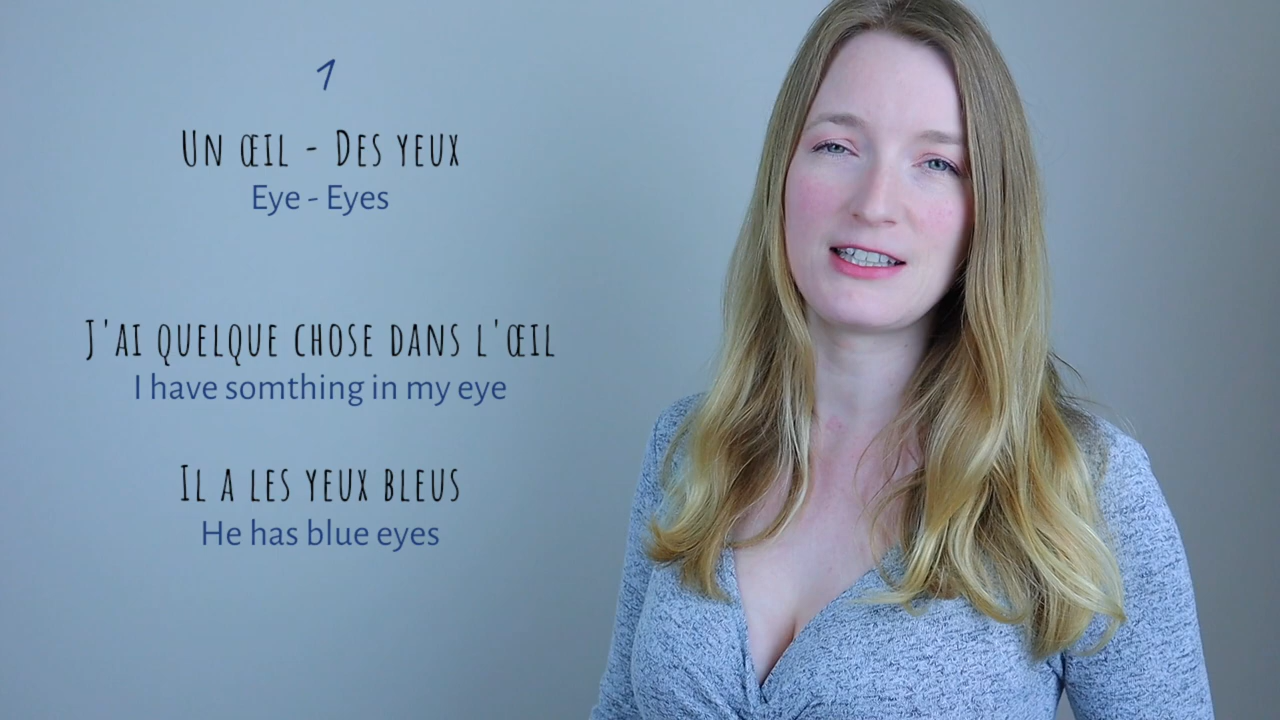 1
Un œil - Des yeux
Eye - Eyes
J'ai quelque chose dans l'œil
I have somthing in my eye
Il a les yeux bleus
He has blue eyes